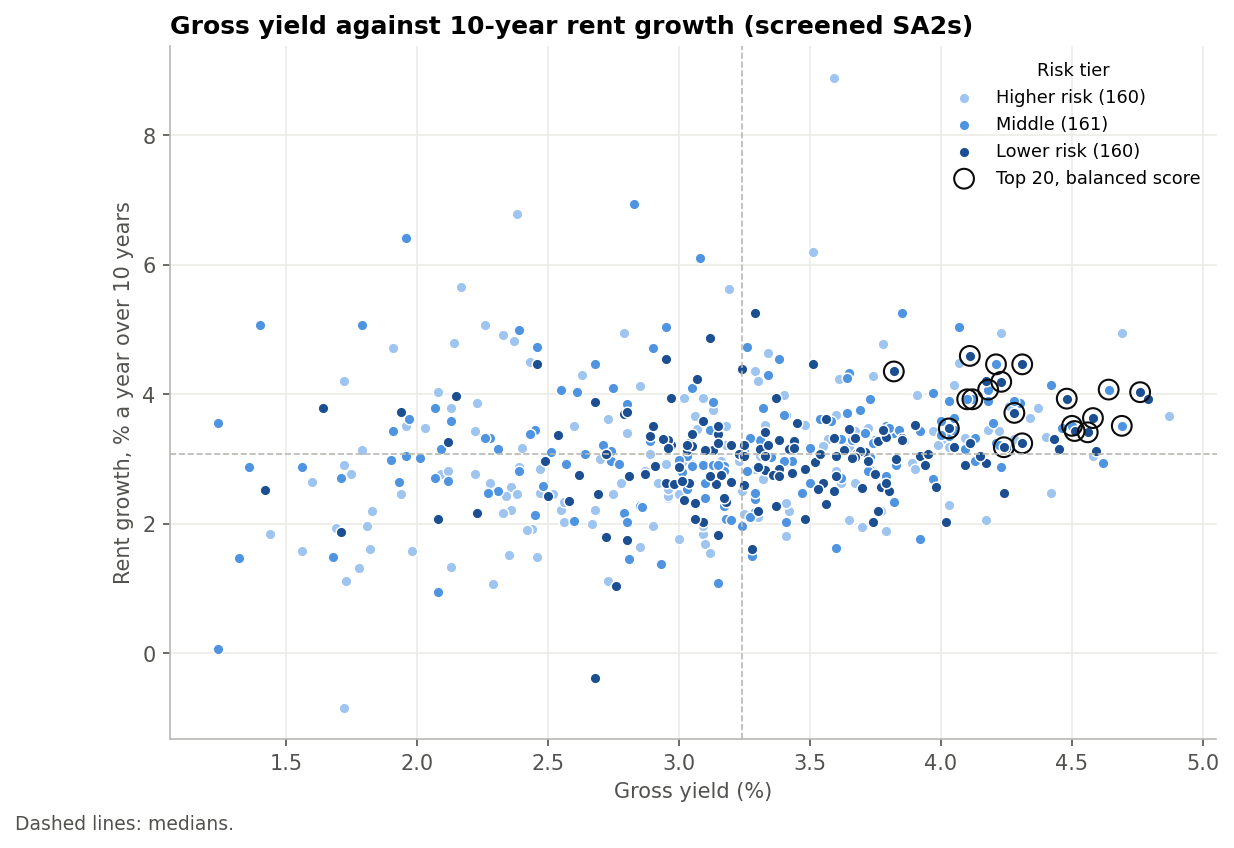 Gross yield against 10-year rent growth (screened SA2s)
Risk tier
Higher risk (160)
Middle (161)
Lower risk (160)
Top 20, balanced score
Rent growth, % a year over 10 years
8
6
4
2
0
1.5 2.0 2.5 3.0 3.5 4.0 4.5 5.0
Gross yield (%)
Dashed lines: medians.